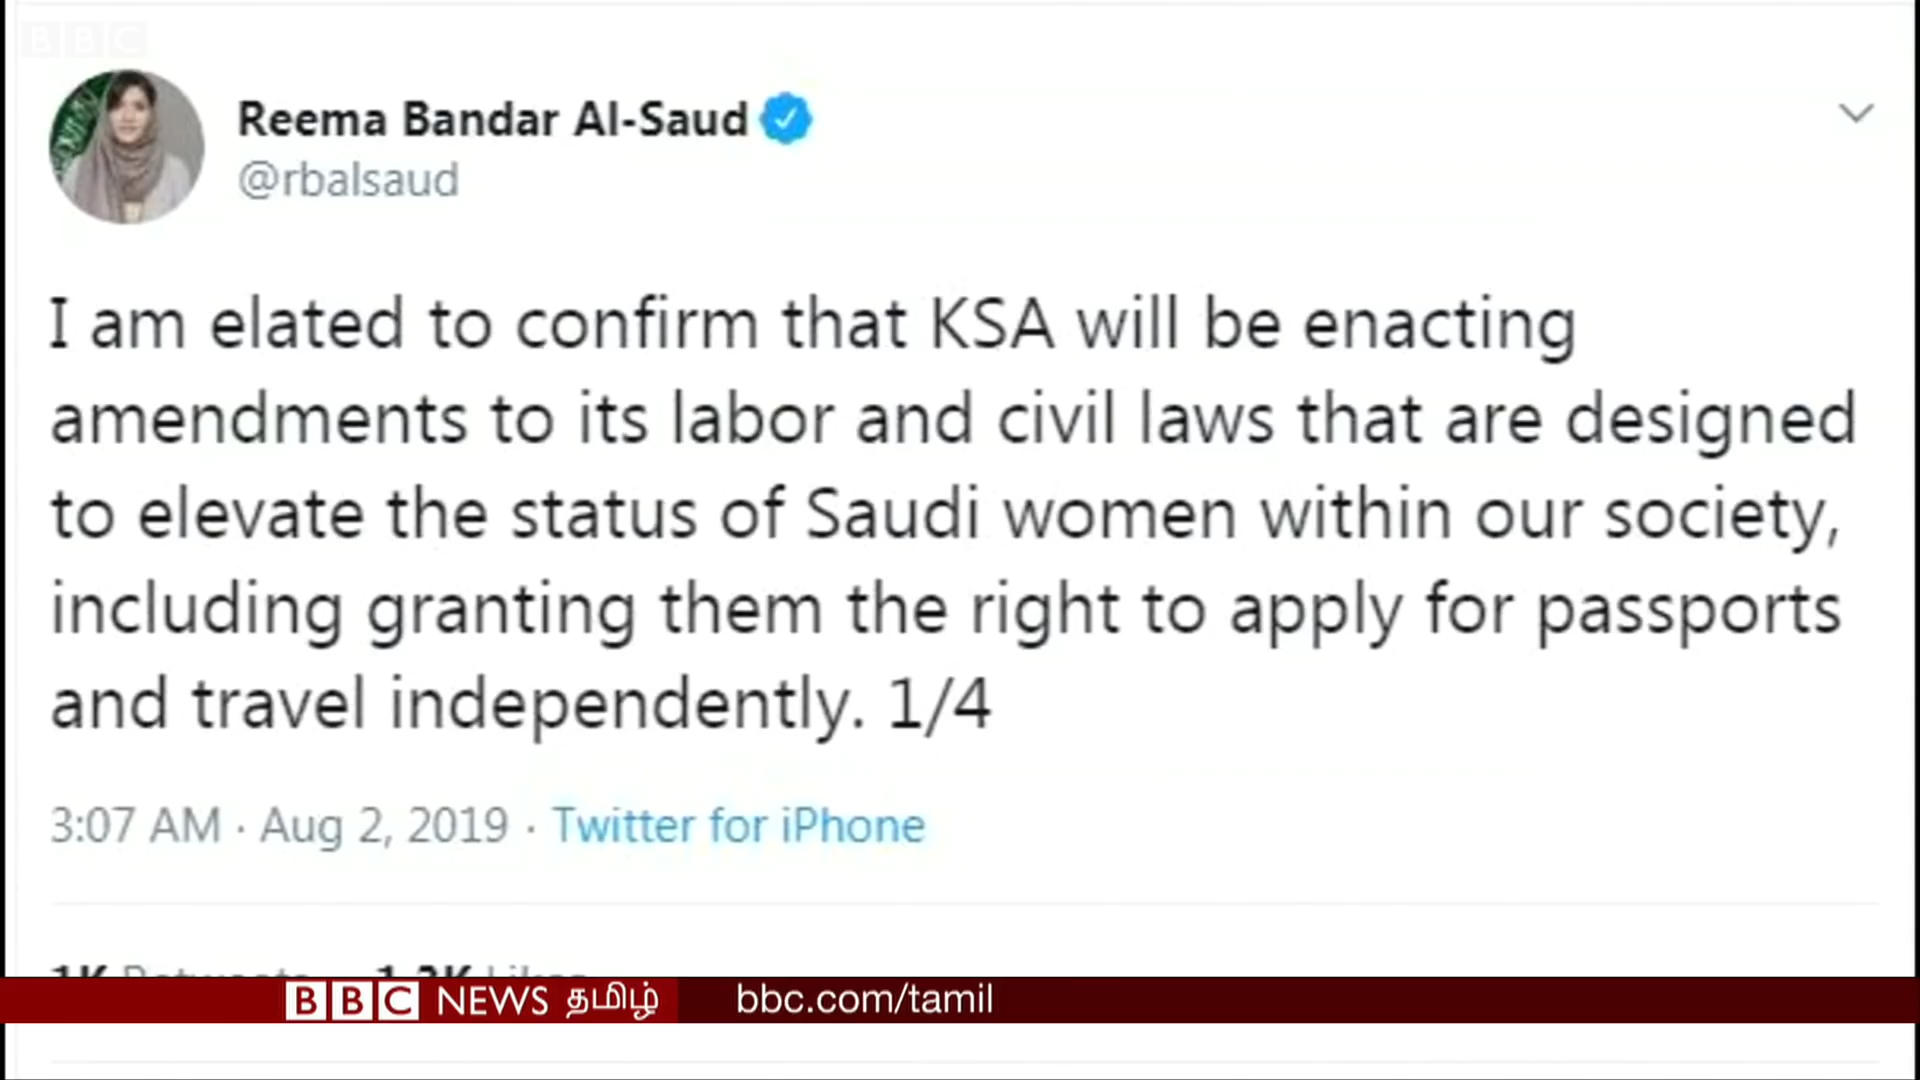 BBC
Reema Bandar Al-Saud
@rbalsaud
I am elated to confirm that KSA will be enacting
amendments to its labor and civil laws that are designed
to elevate the status of Saudi women within our society,
including granting them the right to apply for passports
and travel independently. 1/4
3:07 AM · Aug 2, 2019 · Twitter for iPhone
1K Retweets
BBC NEWS தமிழ் bbc.com/tamil